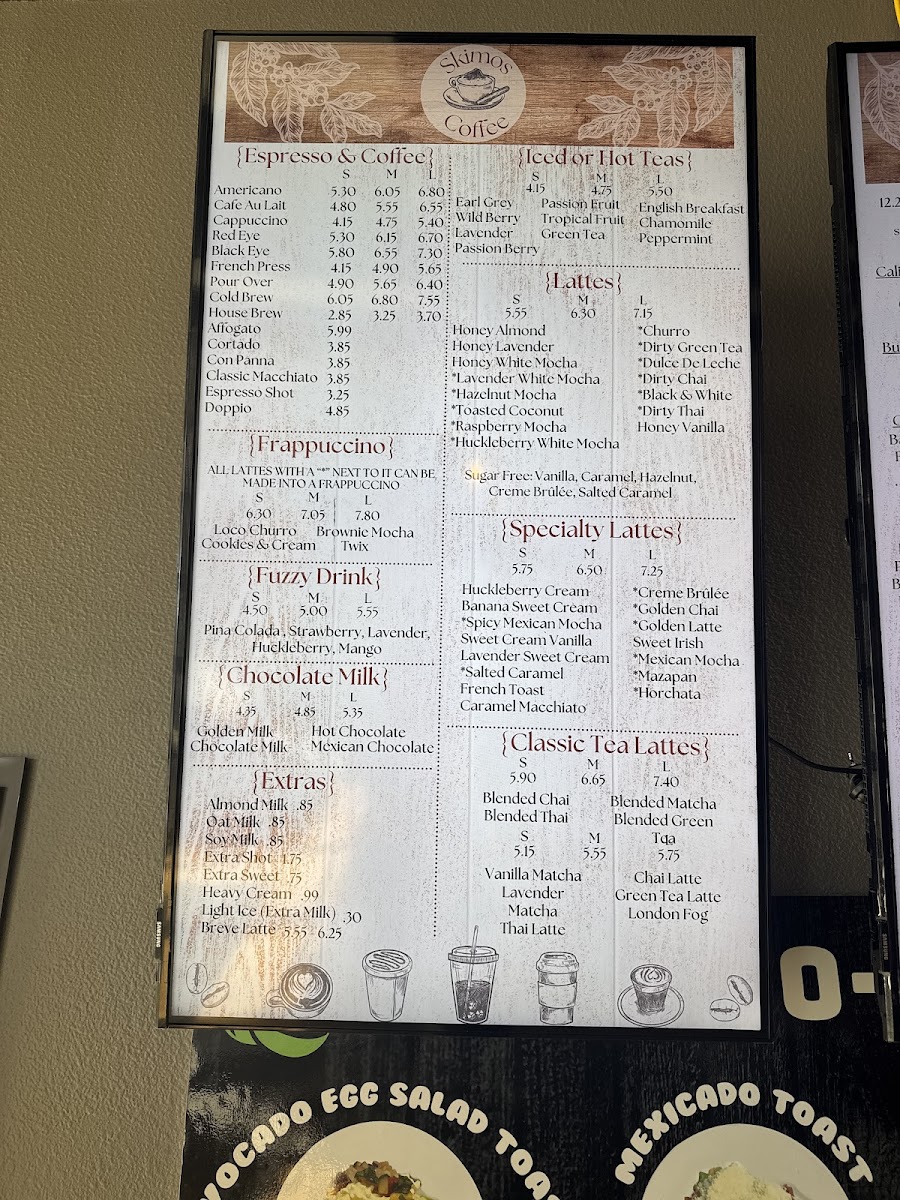 Skimos
Coffee
{Espresso & Coffee}
S M L
Americano 5.30 6.05 6.80
Cafe Au Lait 4.80 5.55 6.55
Cappuccino 4.15 4.75 5.40
Red Eye 5.30 6.15 6.70
Black Eye 5.80 6.55 7.30
French Press 4.15 4.90 5.65
Pour Over 4.90 5.65 6.40
Cold Brew 6.05 6.80 7.55
House Brew 2.85 3.25 3.70
Affogato 5.99
Cortado 3.85
Con Panna 3.85
Classic Macchiato 3.85
Espresso Shot 3.25
Doppio 4.85
{Frappuccino}
ALL LATTES WITH A "*" NEXT TO IT CAN BE
MADE INTO A FRAPPUCCINO
S M L
6.30 7.05 7.80
Loco Churro Brownie Mocha
Cookies & Cream Twix
{Fuzzy Drink}
S M L
4.50 5.00 5.55
Pina Colada , Strawberry, Lavender,
Huckleberry, Mango
{Chocolate Milk}
S M L
4.35 4.85 5.35
Golden Milk Hot Chocolate
Chocolate Milk Mexican Chocolate
{Extras}
Almond Milk .85
Oat Milk .85
Soy Milk .85
Extra Shot 1.75
Extra Sweet .75
Heavy Cream .99
Light Ice (Extra Milk) .30
Breve Latte 5.55 6.25
{Iced or Hot Teas}
S M L
4.15 4.75 5.50
Earl Grey Passion Fruit English Breakfast
Wild Berry Tropical Fruit Chamomile
Lavender Green Tea Peppermint
Passion Berry
{Lattes}
S M L
5.55 6.30 7.15
Honey Almond *Churro
Honey Lavender *Dirty Green Tea
Honey White Mocha *Dulce De Leche
*Lavender White Mocha *Dirty Chai
*Hazelnut Mocha *Black & White
*Toasted Coconut *Dirty Thai
*Raspberry Mocha Honey Vanilla
*Huckleberry White Mocha
Sugar Free: Vanilla, Caramel, Hazelnut,
Creme Brûlée, Salted Caramel
{Specialty Lattes}
S M L
5.75 6.50 7.25
Huckleberry Cream *Creme Brûlée
Banana Sweet Cream *Golden Chai
*Spicy Mexican Mocha *Golden Latte
Sweet Cream Vanilla Sweet Irish
Lavender Sweet Cream *Mexican Mocha
*Salted Caramel *Mazapan
French Toast *Horchata
Caramel Macchiato
{Classic Tea Lattes}
S M L
5.90 6.65 7.40
Blended Chai Blended Matcha
Blended Thai Blended Green
S M Tqa
5.15 5.55 5.75
Vanilla Matcha Chai Latte
Lavender Green Tea Latte
Matcha London Fog
Thai Latte
SAMSUNG
SAMSUNG
12.2
Cali
Bu
O-
AVOCADO EGG SALAD TOAS
MEXICADO TOAST